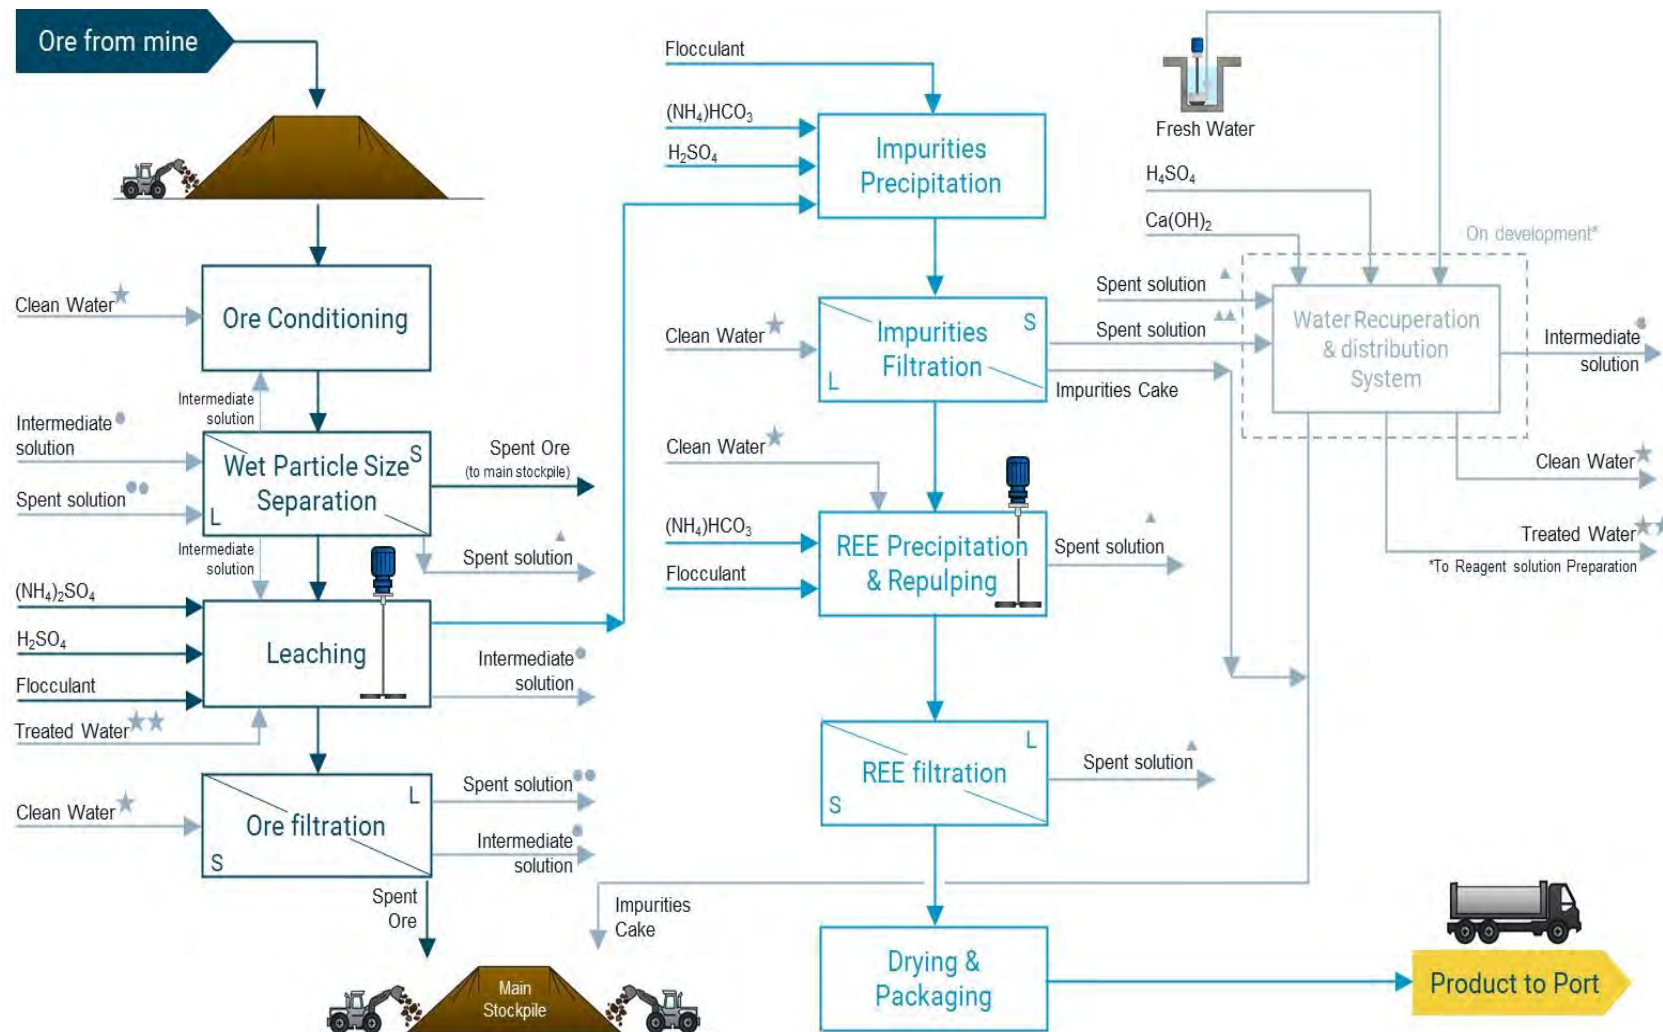 Ore from mine
Clean Water★
Ore Conditioning
Intermediate
solution
Intermediate●
solution
Spent solution●●
S
Wet Particle Size
Separation
L
Spent Ore
(to main stockpile)
Intermediate
solution
Spent solution▲
(NH₄)₂SO₄
H₂SO₄
Flocculant
Treated Water★★
Leaching
Intermediate●
solution
Clean Water★
L
Ore filtration
S
Spent solution●●
Intermediate●
solution
Spent
Ore
Main
Stockpile
Impurities
Cake
Flocculant
(NH₄)HCO₃
H₂SO₄
Impurities
Precipitation
Clean Water★
S
Impurities
Filtration
L
Spent solution▲
Spent solution▲▲
Impurities Cake
Clean Water★
(NH₄)HCO₃
Flocculant
REE Precipitation
& Repulping
Spent solution▲
L
REE filtration
S
Spent solution▲
Drying &
Packaging
Product to Port
Fresh Water
H₄SO₄
Ca(OH)₂
On development*
Water Recuperation
& distribution
System
Intermediate●
solution
Clean Water★
Treated Water★★
*To Reagent solution Preparation